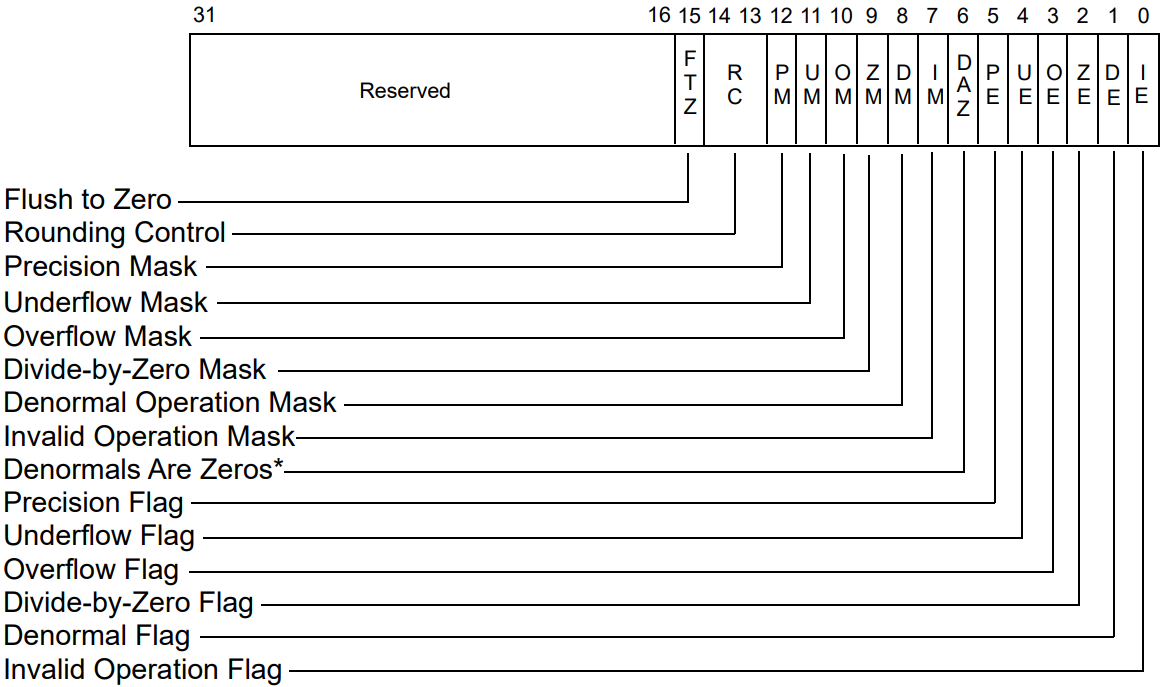 31 16 15 14 13 12 11 10 9 8 7 6 5 4 3 2 1 0
Reserved
FTZ
RC
PM
UM
OM
ZM
DM
IM
DAZ
PE
UE
OE
ZE
DE
IE
Flush to Zero
Rounding Control
Precision Mask
Underflow Mask
Overflow Mask
Divide-by-Zero Mask
Denormal Operation Mask
Invalid Operation Mask
Denormals Are Zeros*
Precision Flag
Underflow Flag
Overflow Flag
Divide-by-Zero Flag
Denormal Flag
Invalid Operation Flag